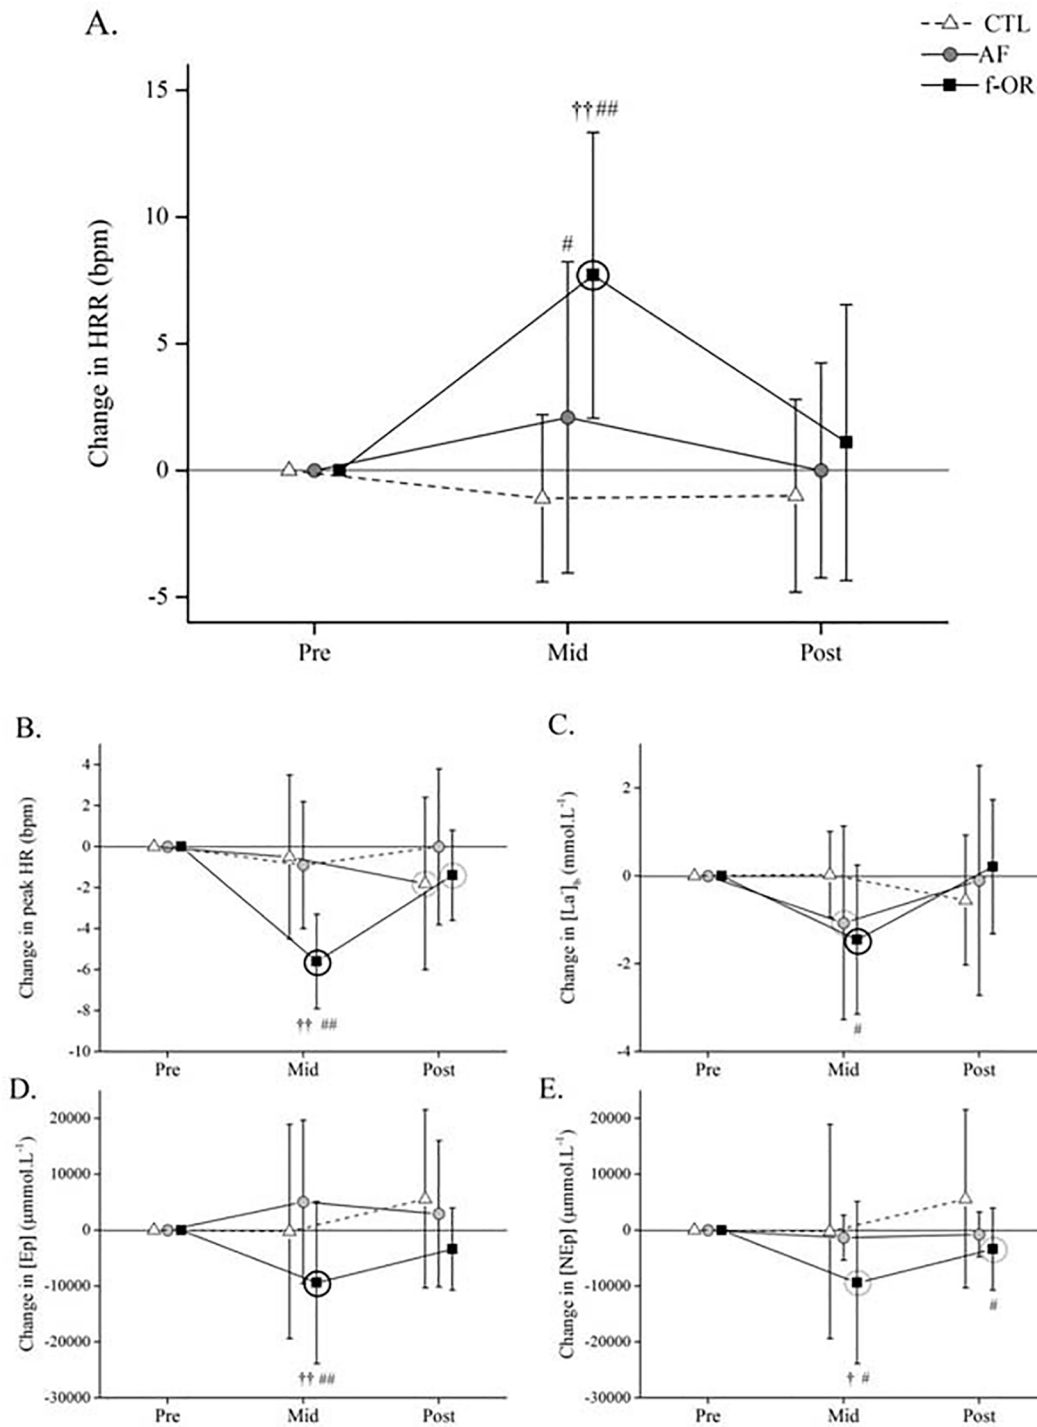 A.
CTL
AF
f-OR
Change in HRR (bpm)
15
10
5
0
-5
††##
#
Pre Mid Post
B.
Change in peak HR (bpm)
4
2
0
-2
-4
-6
-8
-10
†† ##
Pre Mid Post
C.
Change in [La⁻]b (mmol.L⁻¹)
2
0
-2
-4
#
Pre Mid Post
D.
Change in [Ep] (µmmol.L⁻¹)
20000
10000
0
-10000
-20000
-30000
††##
Pre Mid Post
E.
Change in [NEp] (µmmol.L⁻¹)
20000
10000
0
-10000
-20000
-30000
† #
#
Pre Mid Post